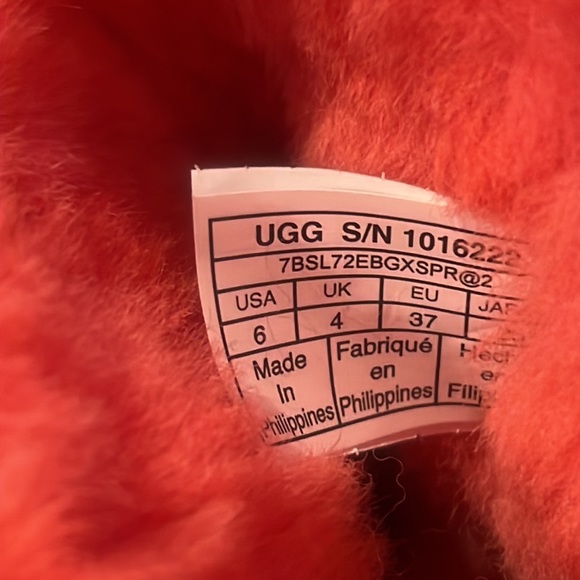 UGG S/N 1016222
7BSL72EBGXSPR@2
USA UK EU
6 4 37
Made In Philippines
Fabriqué en Philippines